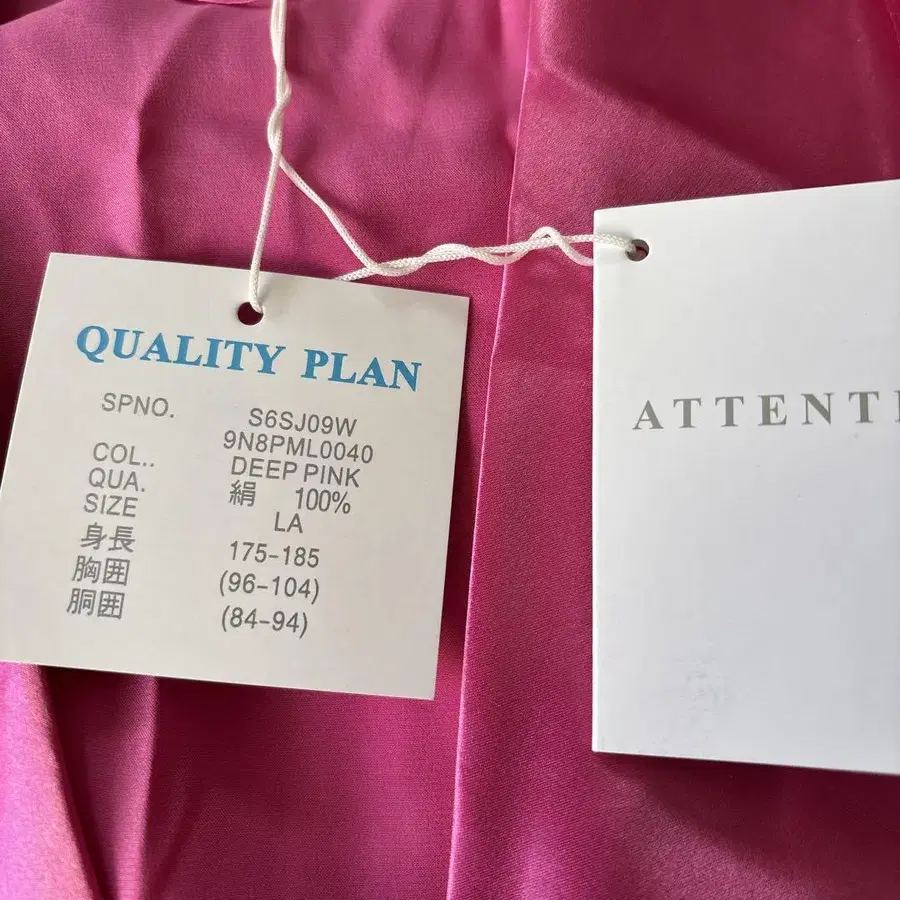 QUALITY PLAN
SPNO. S6SJ09W
9N8PML0040
COL.. DEEP PINK
QUA. 絹 100%
SIZE LA
身長 175-185
胸囲 (96-104)
胴囲 (84-94)
ATTENT